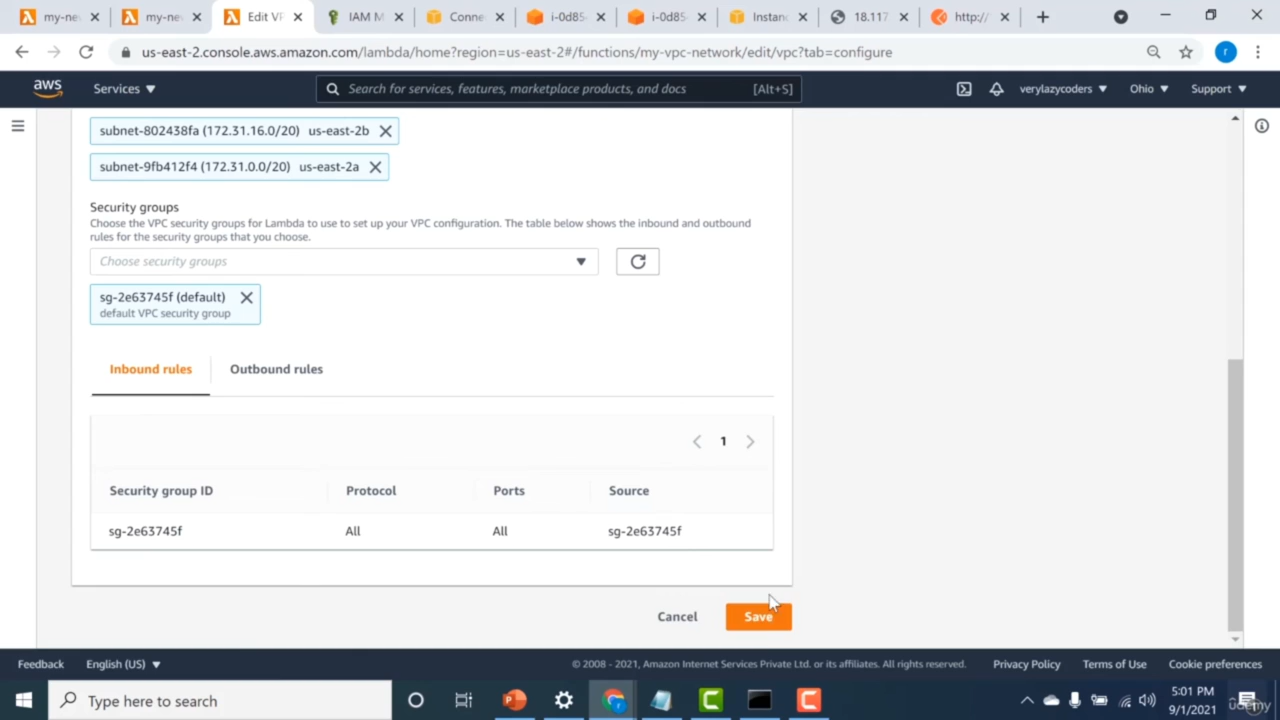 my-ne
my-ne
Edit VP
IAM M
Conne
i-0d85
i-0d85
Instanc
18.117
http://
us-east-2.console.aws.amazon.com/lambda/home?region=us-east-2#/functions/my-vpc-network/edit/vpc?tab=configure
r
aws
Services
Search for services, features, marketplace products, and docs
[Alt+S]
verylazycoders
Ohio
Support
subnet-802438fa (172.31.16.0/20) us-east-2b
subnet-9fb412f4 (172.31.0.0/20) us-east-2a
Security groups
Choose the VPC security groups for Lambda to use to set up your VPC configuration. The table below shows the inbound and outbound
rules for the security groups that you choose.
Choose security groups
sg-2e63745f (default)
default VPC security group
Inbound rules
Outbound rules
1
Security group ID Protocol Ports Source
sg-2e63745f All All sg-2e63745f
Cancel
Save
Feedback
English (US)
© 2008 - 2021, Amazon Internet Services Private Ltd. or its affiliates. All rights reserved.
Privacy Policy
Terms of Use
Cookie preferences
Type here to search
5:01 PM
9/1/2021
udemy